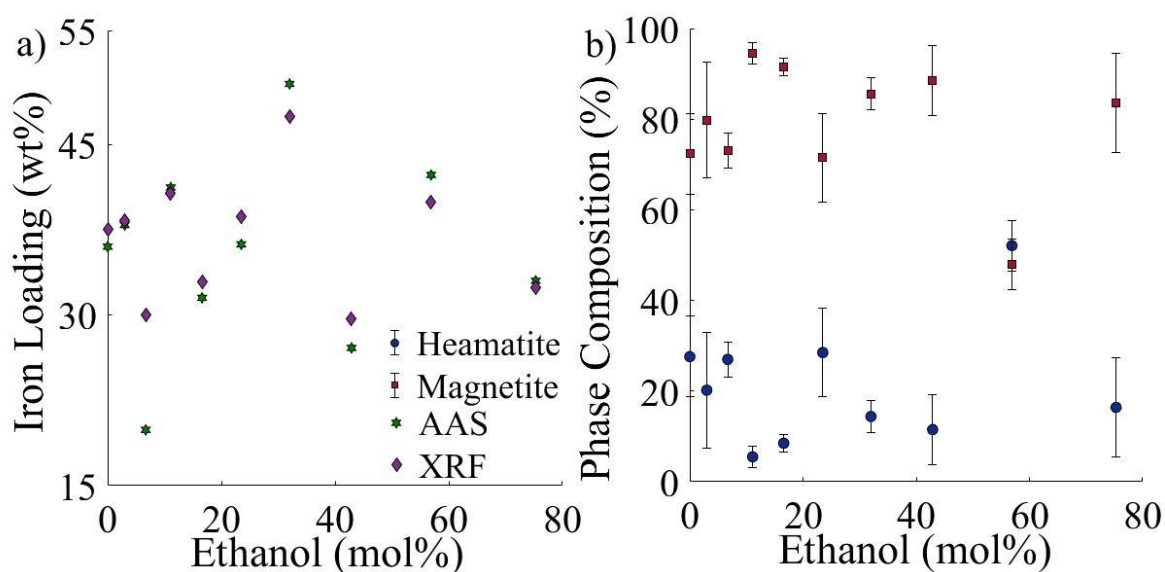 a)
Iron Loading (wt%)
55
45
30
15
0
20
40
60
80
Ethanol (mol%)
Heamatite
Magnetite
AAS
XRF
b)
Phase Composition (%)
100
80
60
40
20
0
0
20
40
60
80
Ethanol (mol%)